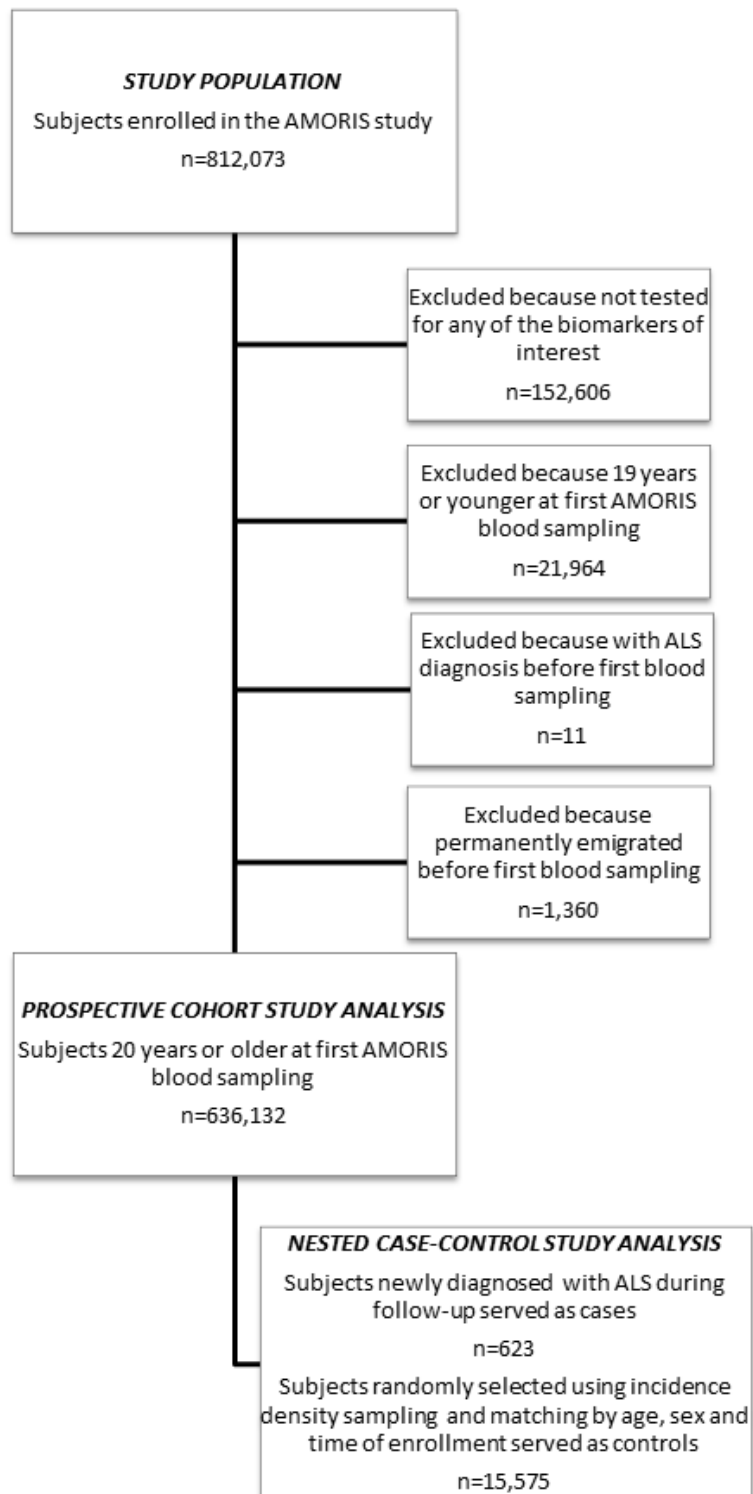 STUDY POPULATION
Subjects enrolled in the AMORIS study
n=812,073
Excluded because not tested
for any of the biomarkers of
interest
n=152,606
Excluded because 19 years
or younger at first AMORIS
blood sampling
n=21,964
Excluded because with ALS
diagnosis before first blood
sampling
n=11
Excluded because
permanently emigrated
before first blood sampling
n=1,360
PROSPECTIVE COHORT STUDY ANALYSIS
Subjects 20 years or older at first AMORIS
blood sampling
n=636,132
NESTED CASE-CONTROL STUDY ANALYSIS
Subjects newly diagnosed with ALS during
follow-up served as cases
n=623
Subjects randomly selected using incidence
density sampling and matching by age, sex and
time of enrollment served as controls
n=15,575